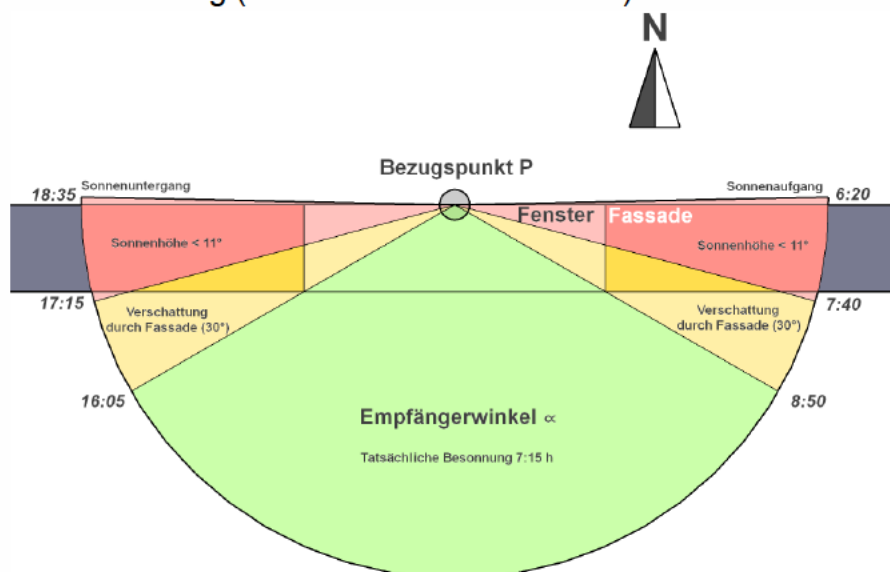 N
Bezugspunkt P
18:35
Sonnenuntergang
Sonnenaufgang
6:20
Fenster
Fassade
Sonnenhöhe < 11°
Sonnenhöhe < 11°
17:15
7:40
Verschattung
durch Fassade (30°)
Verschattung
durch Fassade (30°)
16:05
8:50
Empfängerwinkel ∝
Tatsächliche Besonnung 7:15 h